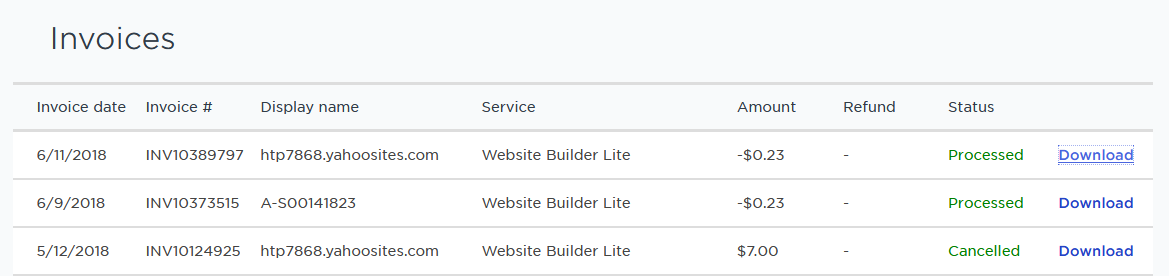 Invoices
Invoice date Invoice # Display name Service Amount Refund Status
6/11/2018 INV10389797 htp7868.yahoosites.com Website Builder Lite -$0.23 - Processed Download
6/9/2018 INV10373515 A-S00141823 Website Builder Lite -$0.23 - Processed Download
5/12/2018 INV10124925 htp7868.yahoosites.com Website Builder Lite $7.00 - Cancelled Download